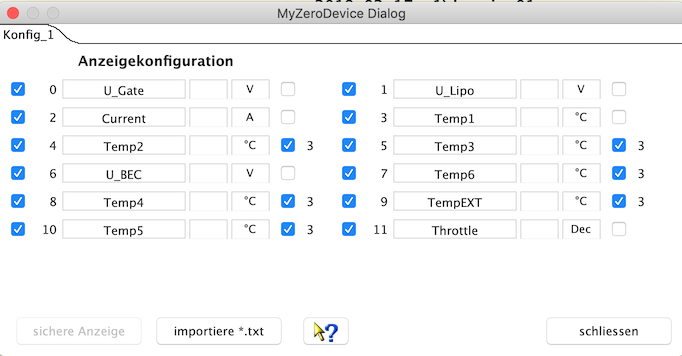 MyZeroDevice Dialog
Konfig_1
Anzeigekonfiguration
0 U_Gate V 1 U_Lipo V
2 Current A 3 Temp1 °C
4 Temp2 °C 3 5 Temp3 °C 3
6 U_BEC V 7 Temp6 °C 3
8 Temp4 °C 3 9 TempEXT °C 3
10 Temp5 °C 3 11 Throttle Dec
sichere Anzeige importiere *.txt ? schliessen